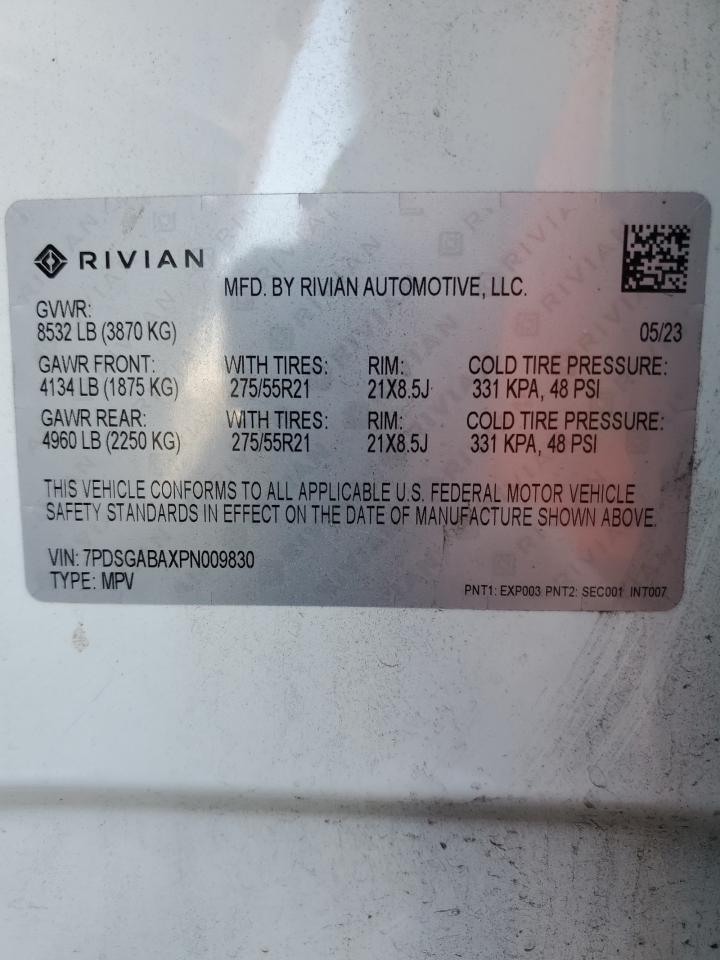 RIVIAN
MFD. BY RIVIAN AUTOMOTIVE, LLC.
GVWR:
8532 LB (3870 KG) 05/23
GAWR FRONT: WITH TIRES: RIM: COLD TIRE PRESSURE:
4134 LB (1875 KG) 275/55R21 21X8.5J 331 KPA, 48 PSI
GAWR REAR: WITH TIRES: RIM: COLD TIRE PRESSURE:
4960 LB (2250 KG) 275/55R21 21X8.5J 331 KPA, 48 PSI
THIS VEHICLE CONFORMS TO ALL APPLICABLE U.S. FEDERAL MOTOR VEHICLE
SAFETY STANDARDS IN EFFECT ON THE DATE OF MANUFACTURE SHOWN ABOVE.
VIN: 7PDSGABAXPN009830
TYPE: MPV
PNT1: EXP003 PNT2: SEC001 INT007